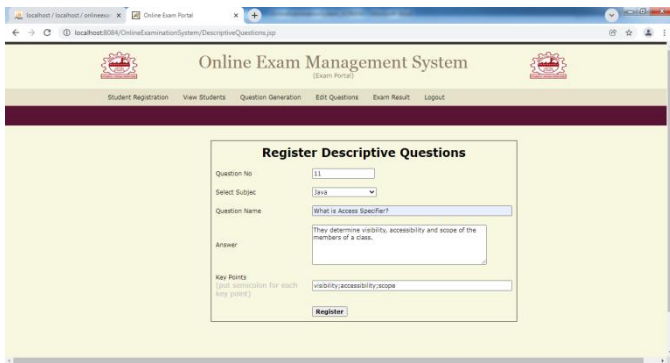 localhost / localhost / onlineexa
Online Exam Portal
localhost:8084/OnlineExaminationSystem/DescriptiveQuestions.jsp
Online Exam Management System
(Exam Portal)
Student Registration View Students Question Generation Edit Questions Exam Result Logout
Register Descriptive Questions
Question No 11
Select Subjec Java
Question Name What is Access Specifier?
They determine visibility, accessibility and scope of the
members of a class.
Answer
Key Points
(put semicolon for each
key point)
visibility;accessibility;scope
Register